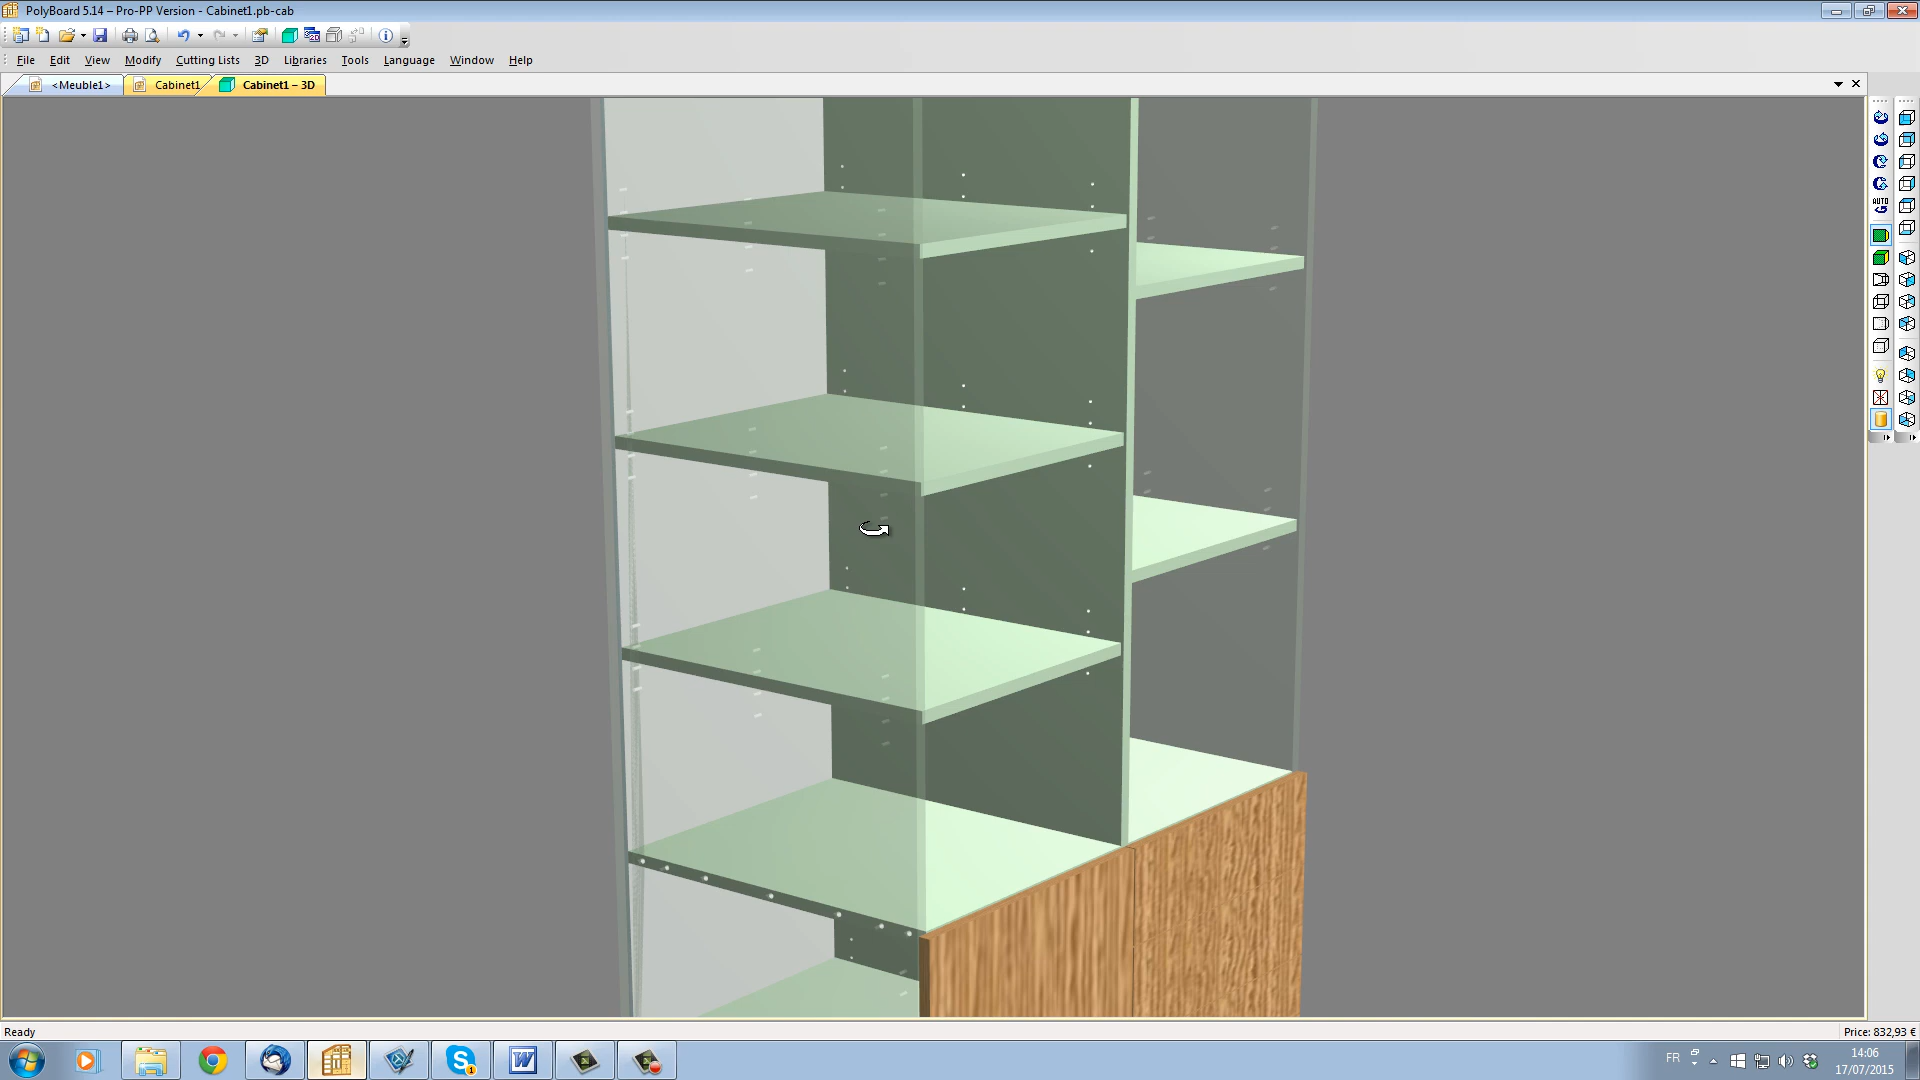 PolyBoard 5.14 – Pro-PP Version - Cabinet1.pb-cab
File Edit View Modify Cutting Lists 3D Libraries Tools Language Window Help
<Meuble1> Cabinet1 Cabinet1 – 3D
AUTO
Ready
Price: 832,93 €
FR
14:06
17/07/2015